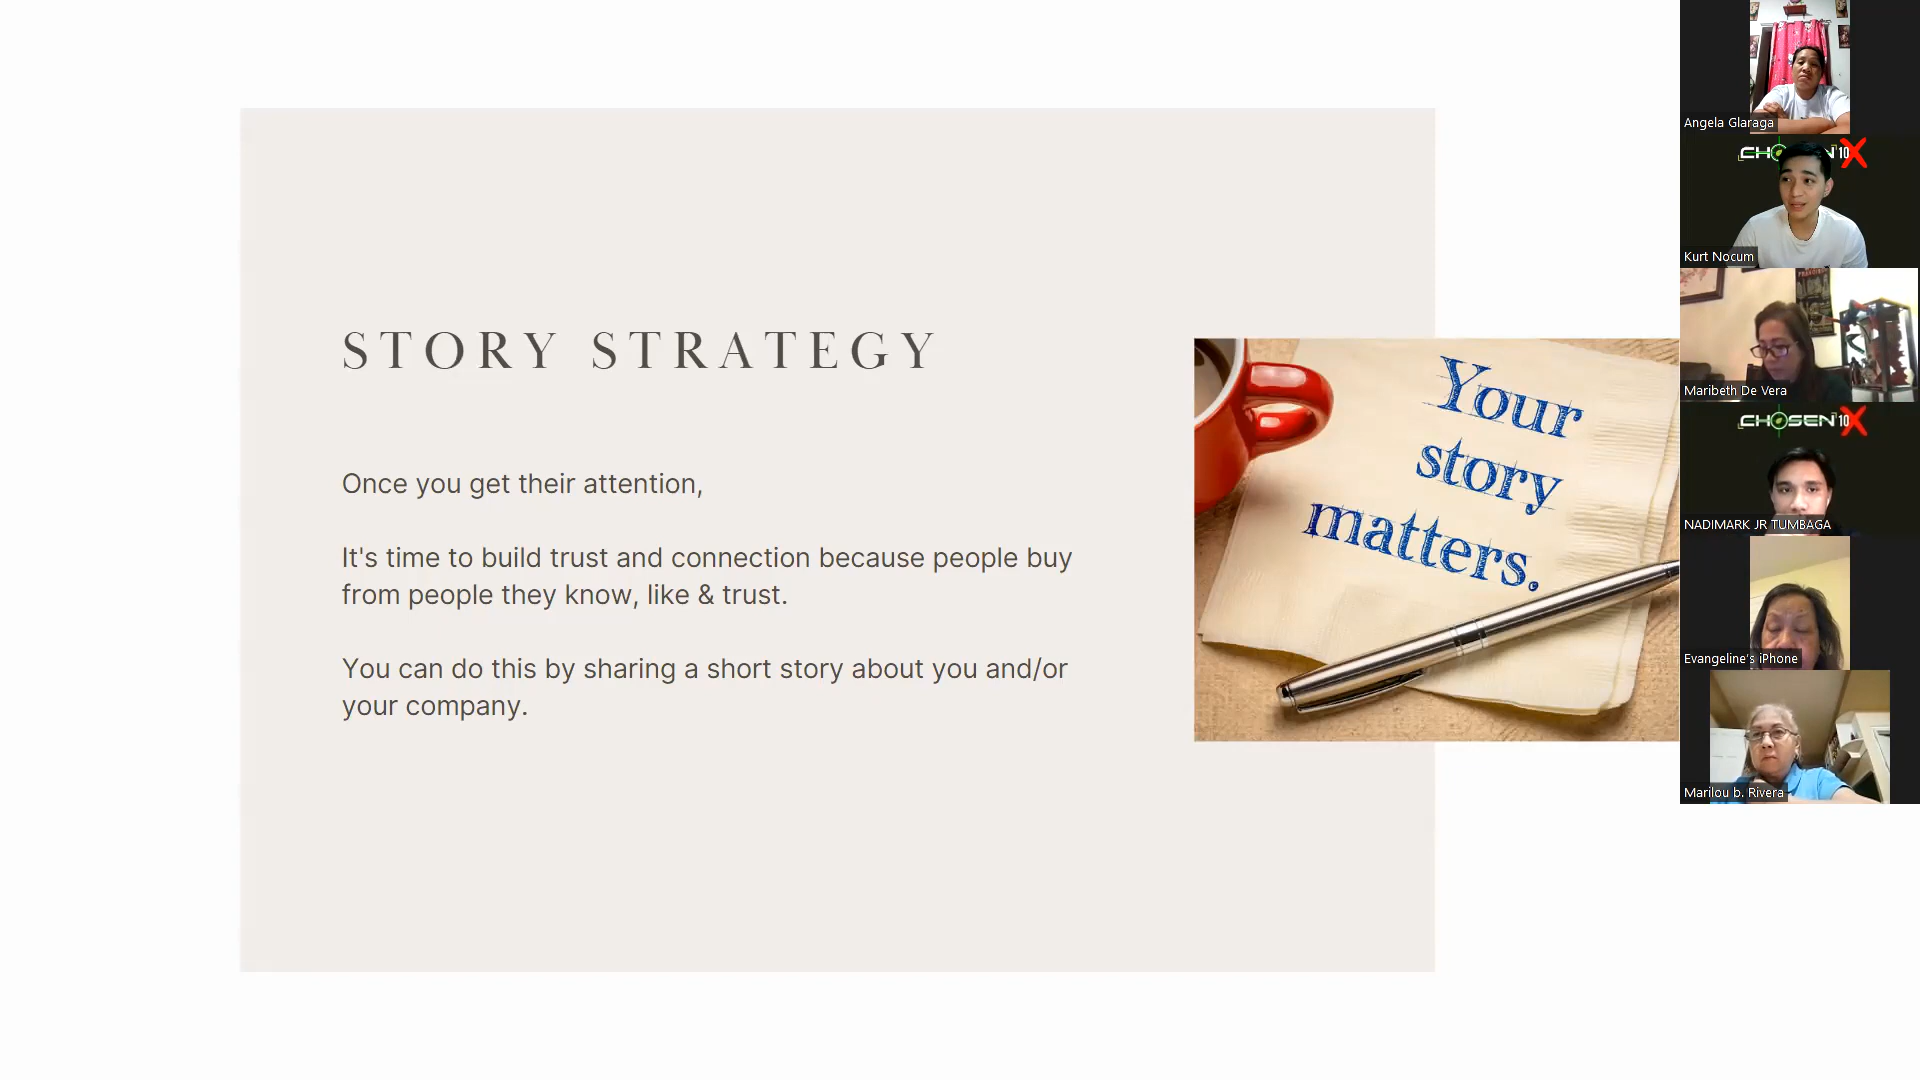 STORY STRATEGY
Once you get their attention,
It's time to build trust and connection because people buy
from people they know, like & trust.
You can do this by sharing a short story about you and/or
your company.
Your
story
matters.
Angela Glaraga
Kurt Nocum
Maribeth De Vera
CHOSEN 10X
NADIMARK JR TUMBAGA
Evangeline's iPhone
Marilou b. Rivera